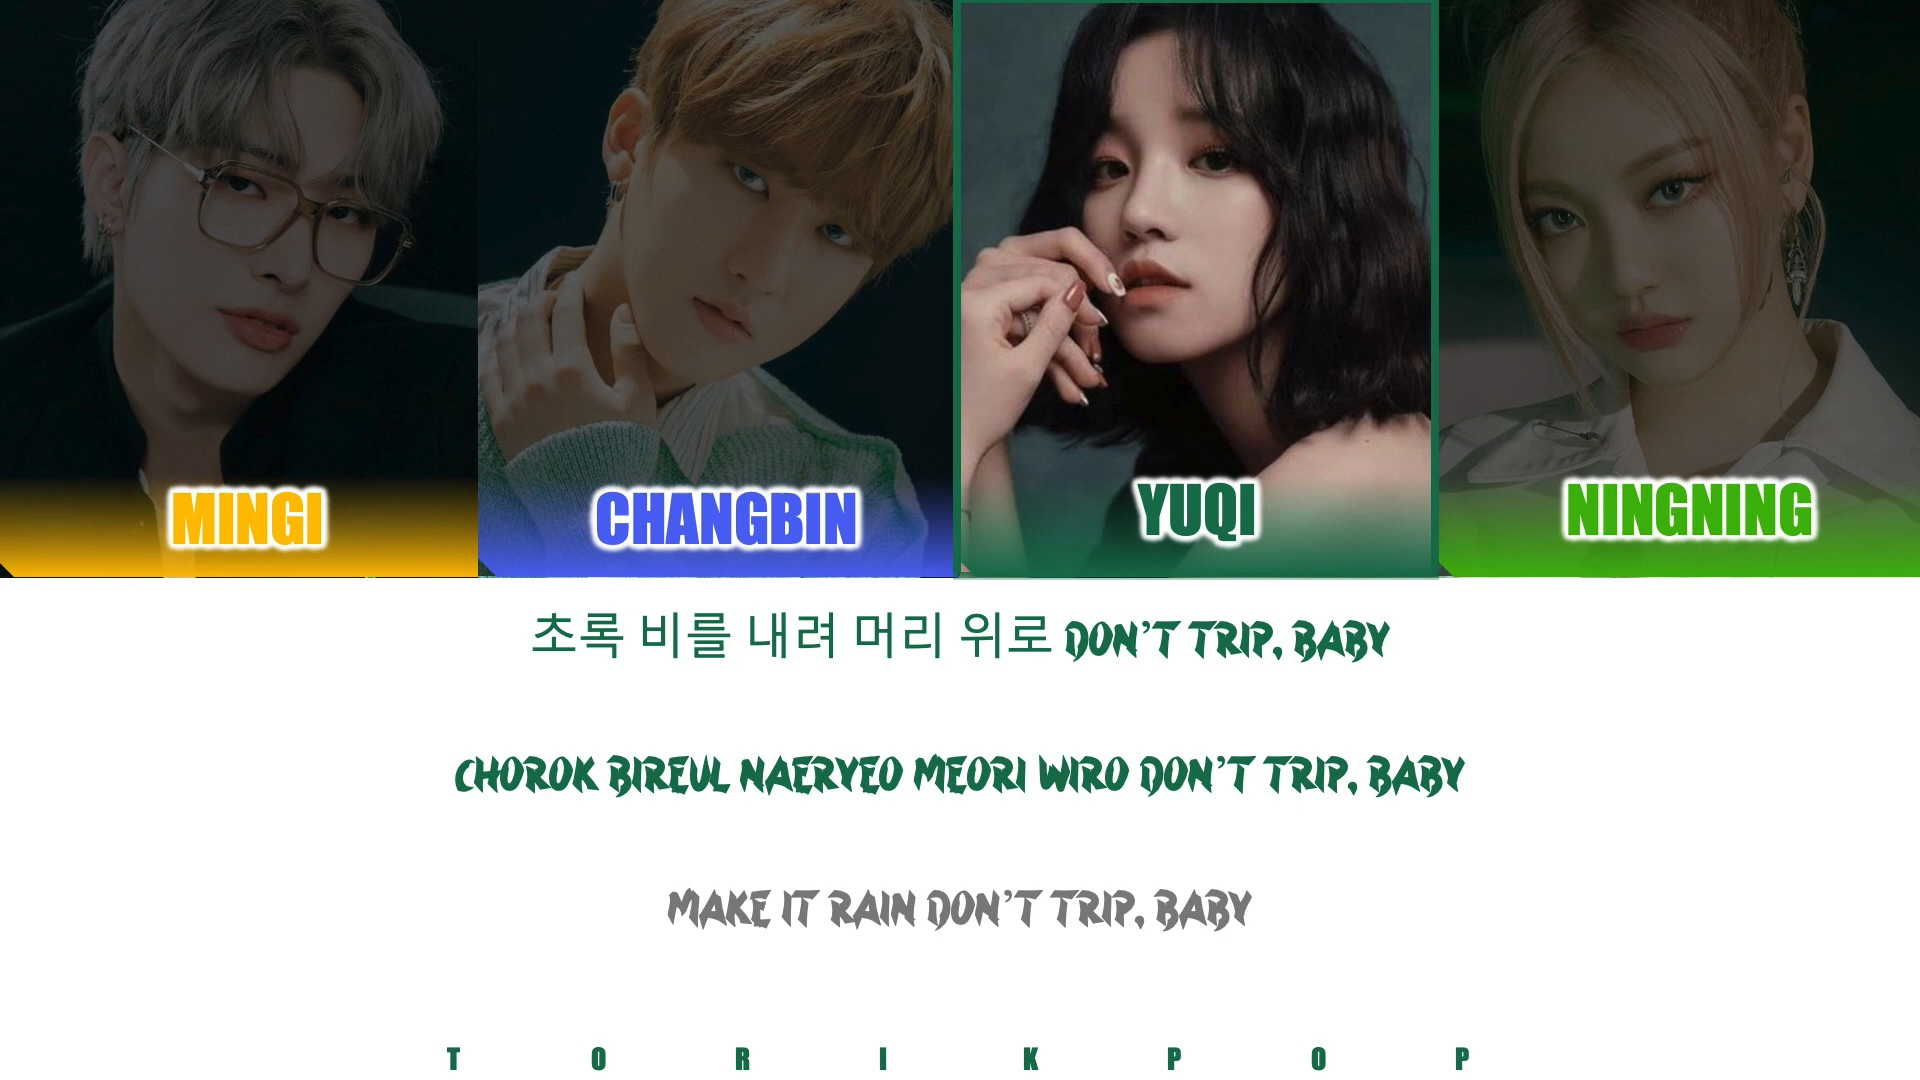 MINGI
CHANGBIN
YUQI
NINGNING
초록 비를 내려 머리 위로 DON’T TRIP, BABY
CHOROK BIREUL NAERYEO MEORI WIRO DON’T TRIP, BABY
MAKE IT RAIN DON’T TRIP, BABY
T O R I K P O P